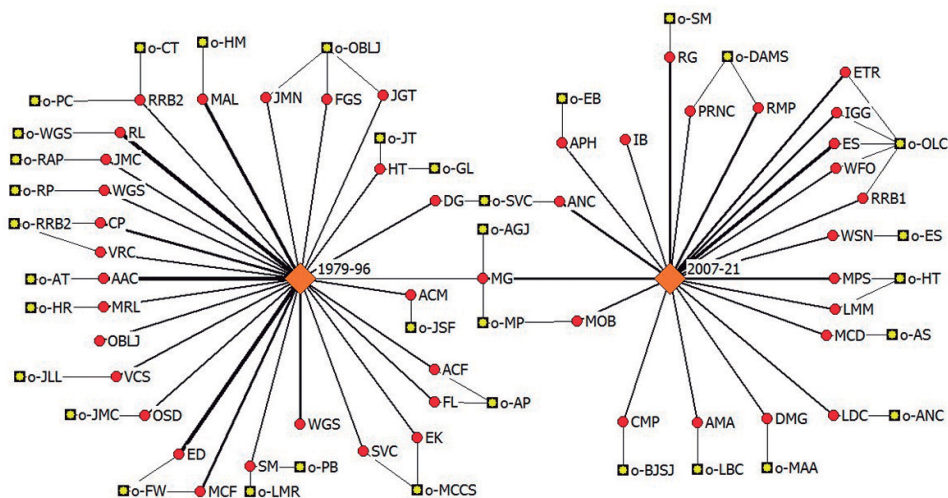 o-SM
o-HM
o-CT
o-OBLJ
RG
o-DAMS
ETR
JMN
FGS
JGT
o-PC
RRB2
MAL
o-EB
PRNC
RMP
IGG
o-WGS
RL
o-JT
APH
IB
ES
o-OLC
o-RAP
JMC
HT
o-GL
WFO
o-RP
WGS
DG
o-SVC
ANC
RRB1
o-RRB2
CP
o-AGJ
WSN
o-ES
VRC
1979-96
2007-21
o-AT
AAC
MG
MPS
o-HT
o-HR
MRL
ACM
LMM
o-JSF
o-MP
MOB
MCD
o-AS
OBLJ
o-JLL
VCS
ACF
FL
o-AP
o-JMC
OSD
WGS
CMP
AMA
DMG
LDC
o-ANC
EK
ED
SVC
SM
o-PB
o-BJSJ
o-LBC
o-MAA
o-FW
MCF
o-LMR
o-MCCS